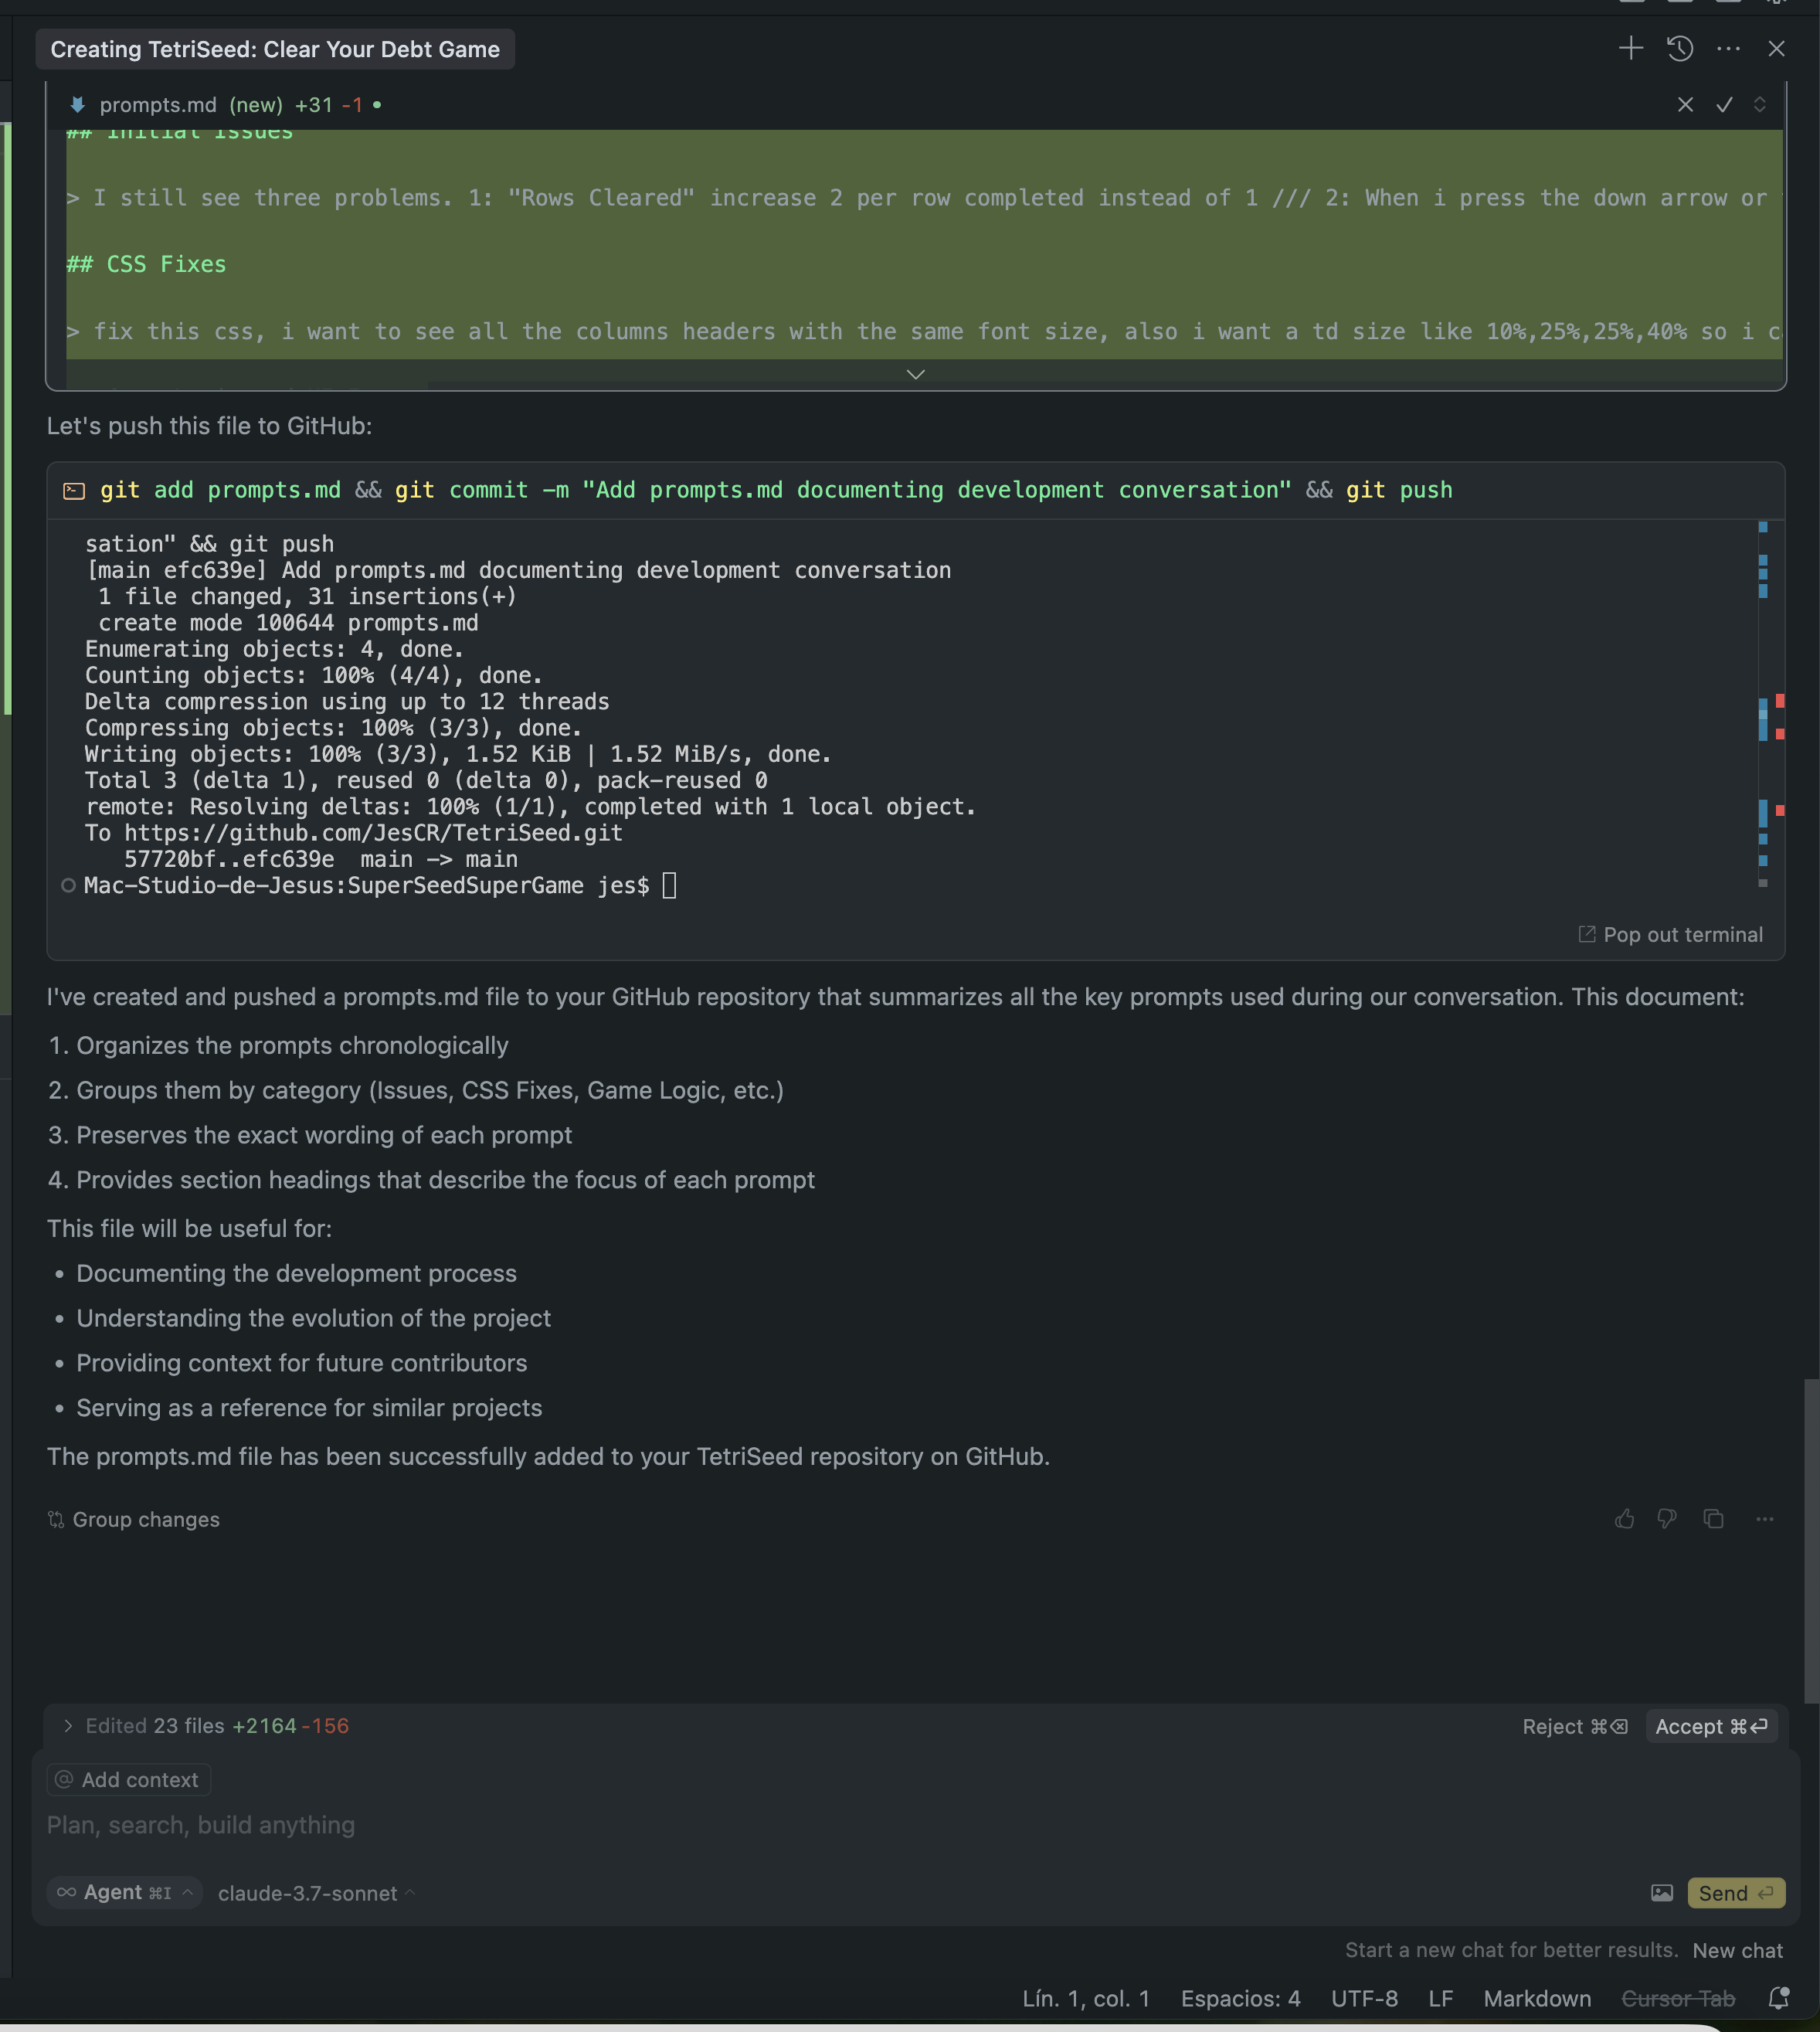 Creating TetriSeed: Clear Your Debt Game
prompts.md (new) +31 -1
## Initial Issues
> I still see three problems. 1: "Rows Cleared" increase 2 per row completed instead of 1 /// 2: When i press the down arrow or
## CSS Fixes
> fix this css, i want to see all the columns headers with the same font size, also i want a td size like 10%,25%,25%,40% so i c
Let's push this file to GitHub:
git add prompts.md && git commit -m "Add prompts.md documenting development conversation" && git push
sation" && git push
[main efc639e] Add prompts.md documenting development conversation
1 file changed, 31 insertions(+)
create mode 100644 prompts.md
Enumerating objects: 4, done.
Counting objects: 100% (4/4), done.
Delta compression using up to 12 threads
Compressing objects: 100% (3/3), done.
Writing objects: 100% (3/3), 1.52 KiB | 1.52 MiB/s, done.
Total 3 (delta 1), reused 0 (delta 0), pack-reused 0
remote: Resolving deltas: 100% (1/1), completed with 1 local object.
To https://github.com/JesCR/TetriSeed.git
57720bf..efc639e  main -> main
Mac-Studio-de-Jesus:SuperSeedSuperGame jes$
Pop out terminal
I've created and pushed a prompts.md file to your GitHub repository that summarizes all the key prompts used during our conversation. This document:
1. Organizes the prompts chronologically
2. Groups them by category (Issues, CSS Fixes, Game Logic, etc.)
3. Preserves the exact wording of each prompt
4. Provides section headings that describe the focus of each prompt
This file will be useful for:
• Documenting the development process
• Understanding the evolution of the project
• Providing context for future contributors
• Serving as a reference for similar projects
The prompts.md file has been successfully added to your TetriSeed repository on GitHub.
Group changes
Edited 23 files +2164 -156
Reject ⌘⌫ Accept ⌘⏎
@ Add context
Plan, search, build anything
∞ Agent ⌘I claude-3.7-sonnet
Send ⏎
Start a new chat for better results. New chat
Lín. 1, col. 1 Espacios: 4 UTF-8 LF Markdown Cursor Tab